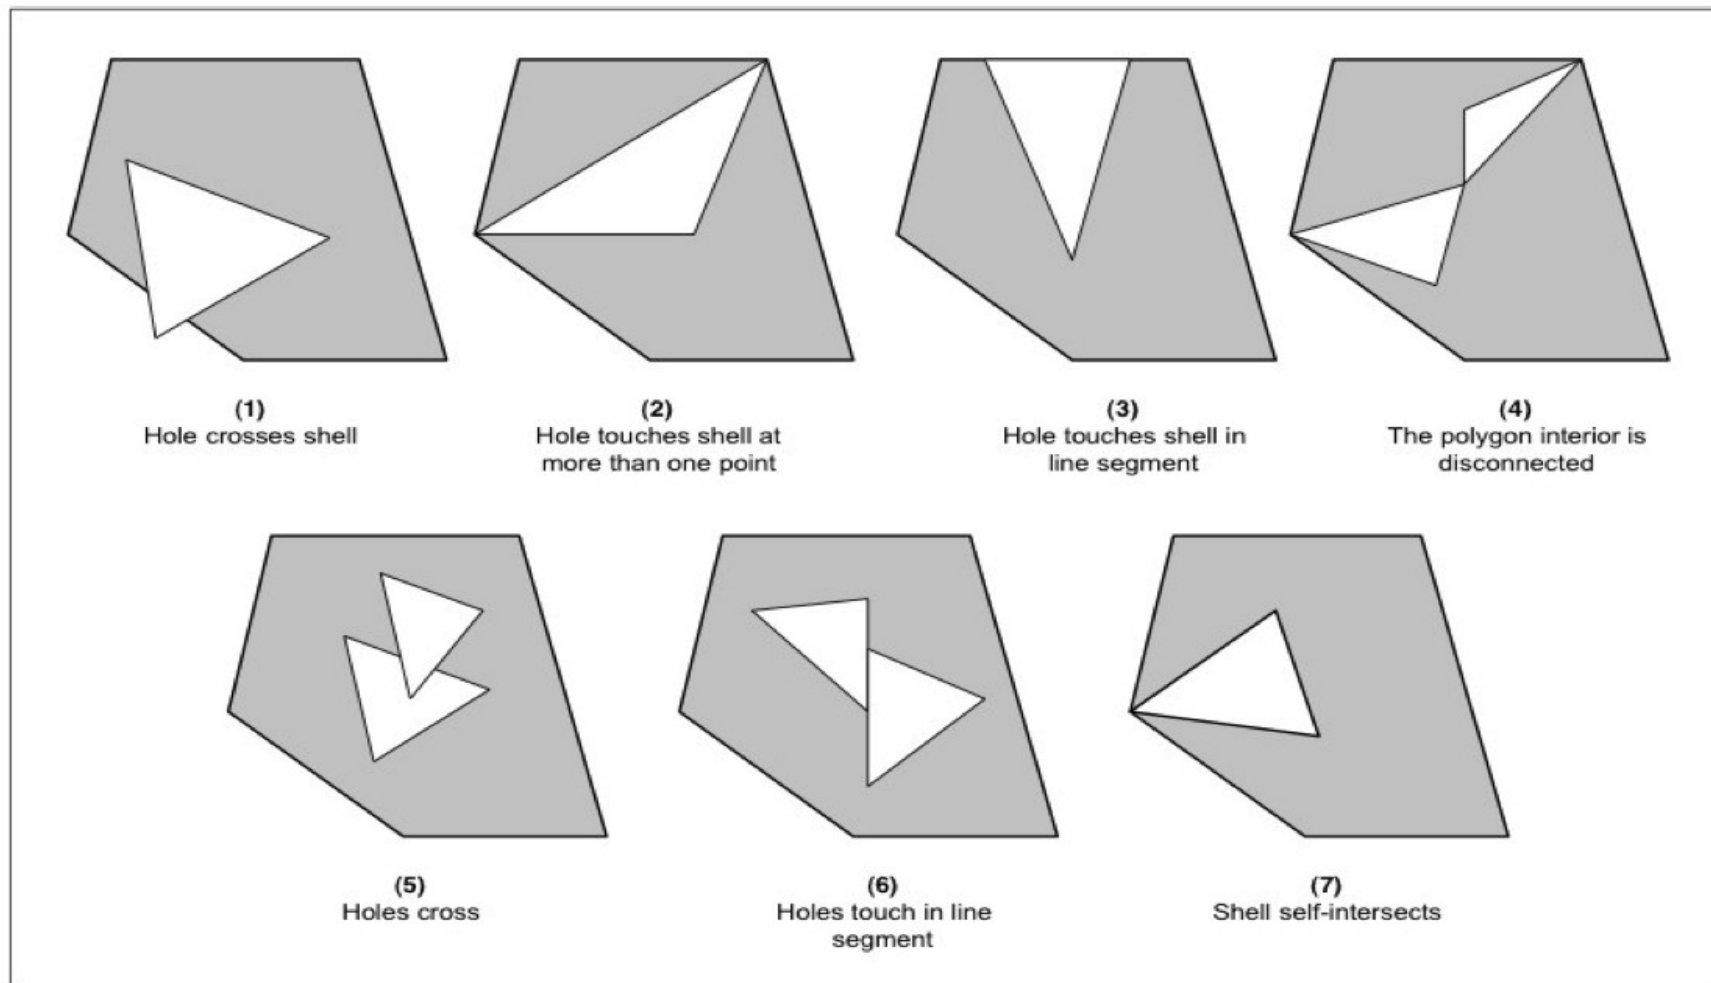 (1)
Hole crosses shell
(2)
Hole touches shell at
more than one point
(3)
Hole touches shell in
line segment
(4)
The polygon interior is
disconnected
(5)
Holes cross
(6)
Holes touch in line
segment
(7)
Shell self-intersects